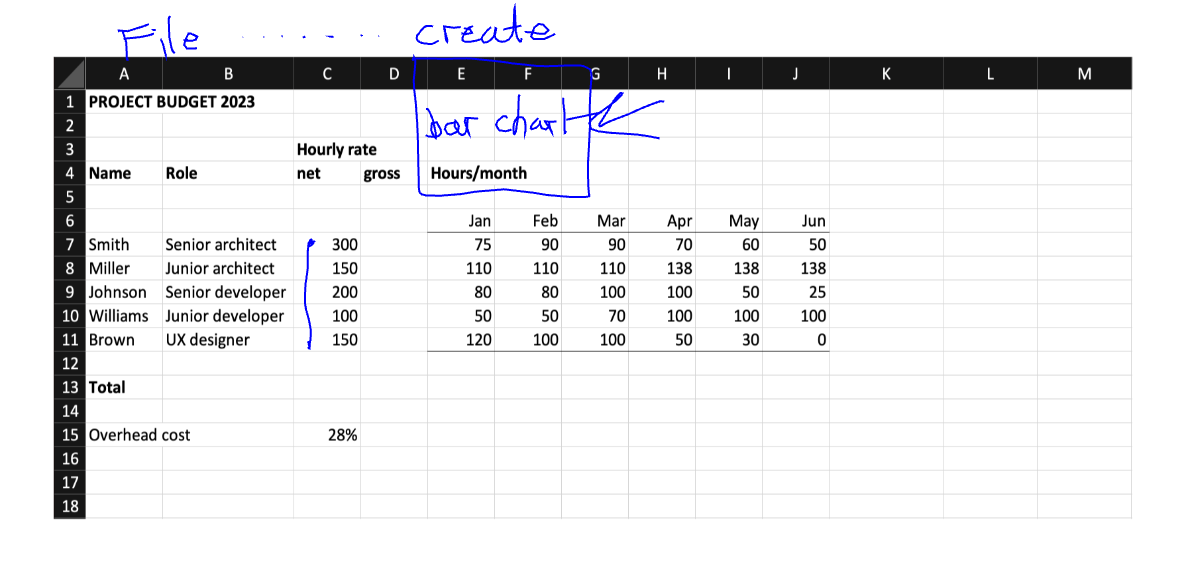 File ........ create
A B C D E F G H I J K L M
1 PROJECT BUDGET 2023
2 bar chart
3 Hourly rate
4 Name Role net gross Hours/month
5
6 Jan Feb Mar Apr May Jun
7 Smith Senior architect 300 75 90 90 70 60 50
8 Miller Junior architect 150 110 110 110 138 138 138
9 Johnson Senior developer 200 80 80 100 100 50 25
10 Williams Junior developer 100 50 50 70 100 100 100
11 Brown UX designer 150 120 100 100 50 30 0
12
13 Total
14
15 Overhead cost 28%
16
17
18